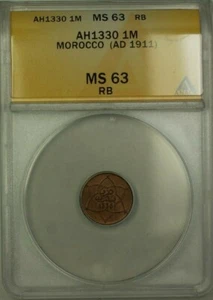 AH1330 1M MS 63 RB
AH1330 1M
MOROCCO (AD 1911)
MS 63
RB